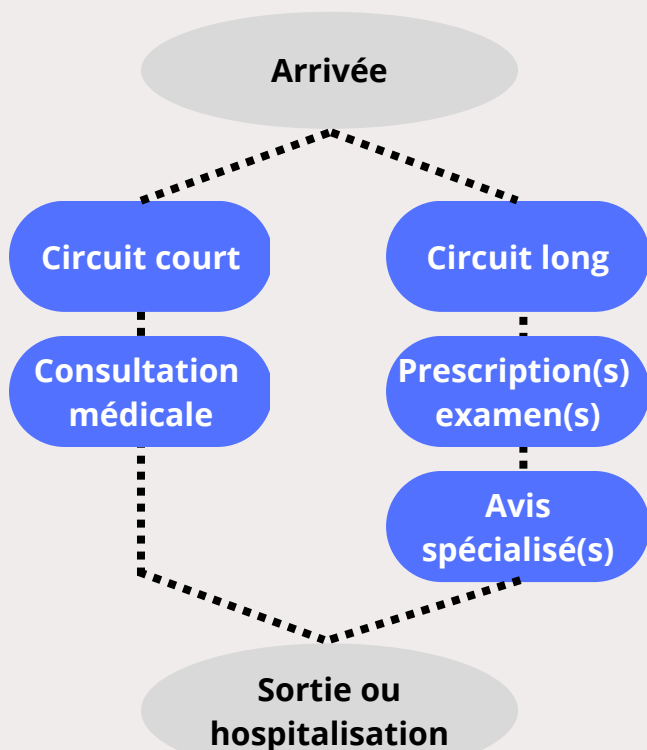 Arrivée
Circuit court
Circuit long
Consultation
médicale
Prescription(s)
examen(s)
Avis
spécialisé(s)
Sortie ou
hospitalisation